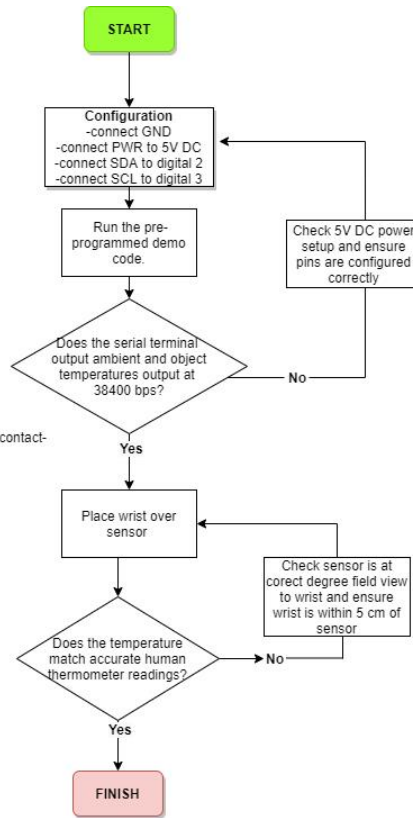 START
Configuration
-connect GND
-connect PWR to 5V DC
-connect SDA to digital 2
-connect SCL to digital 3
Run the pre-
programmed demo
code.
Check 5V DC power
setup and ensure
pins are configured
correctly
Does the serial terminal
output ambient and object
temperatures output at
38400 bps?
No
contact-
Yes
Place wrist over
sensor
Check sensor is at
corect degree field view
to wrist and ensure
wrist is within 5 cm of
sensor
Does the temperature
match accurate human
thermometer readings?
No
Yes
FINISH